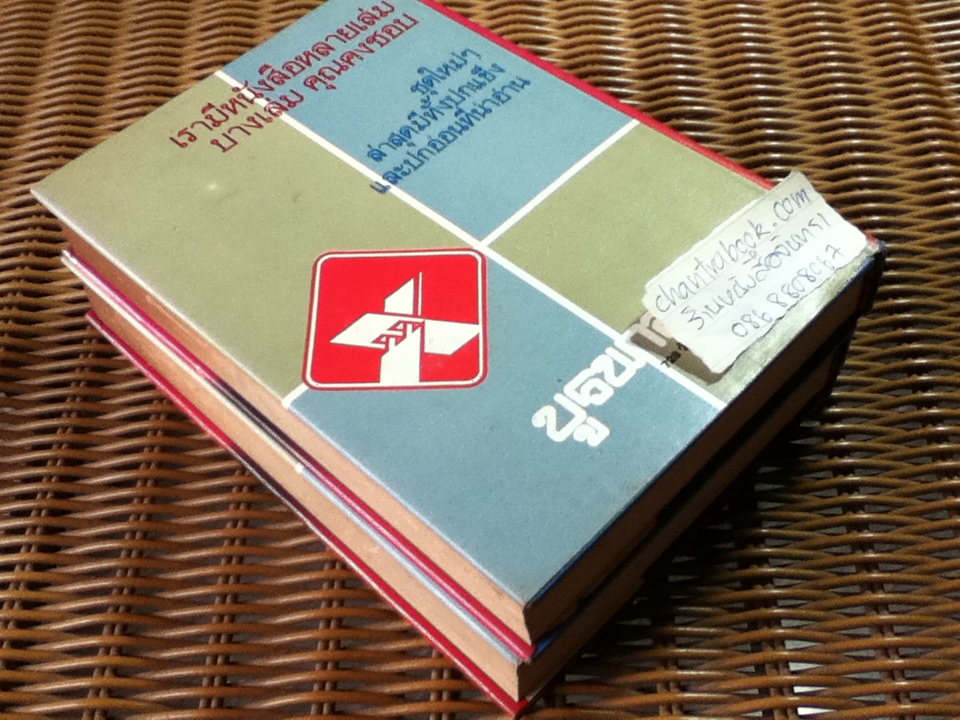 เรามีหนังสือหลายเล่ม
บางเล่ม คุณคงชอบ
ชุดใหม่ๆ
ล่าสุดมีทั้งปกแข็ง
และปกอ่อนที่น่าอ่าน
chantrabook.com
ร้านหนังสือจันทรา
086 8808067